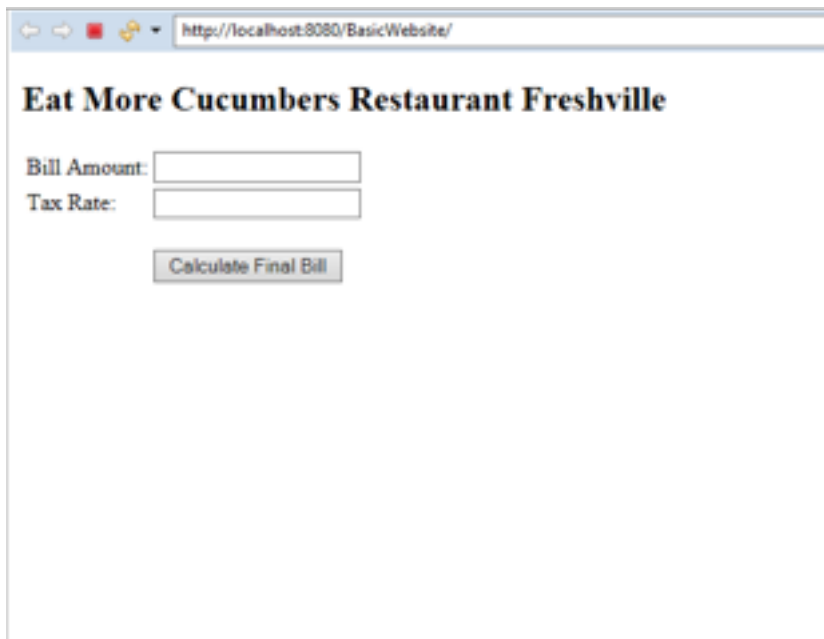 http://localhost:8080/BasicWebsite/
Eat More Cucumbers Restaurant Freshville
Bill Amount:
Tax Rate:
Calculate Final Bill